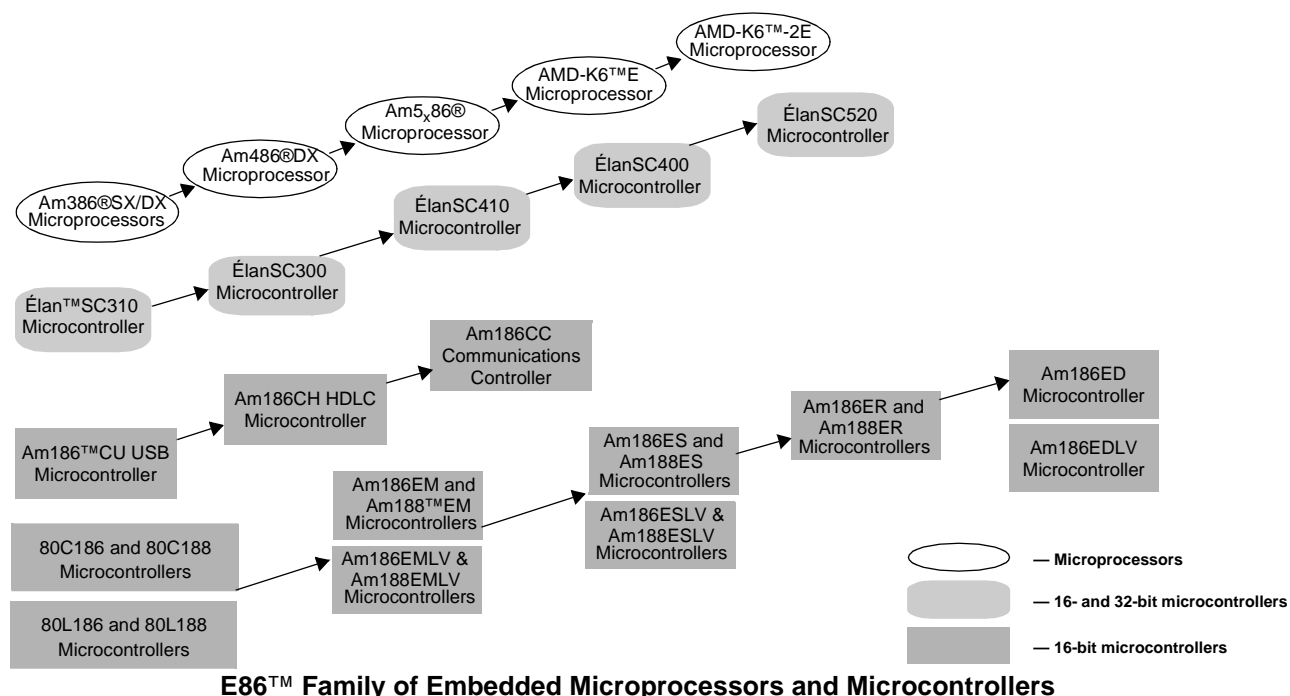 AMD-K6™-2E
Microprocessor
AMD-K6™E
Microprocessor
Am5x86®
Microprocessor
Am486®DX
Microprocessor
Am386®SX/DX
Microprocessors
ÉlanSC520
Microcontroller
ÉlanSC400
Microcontroller
ÉlanSC410
Microcontroller
ÉlanSC300
Microcontroller
Élan™SC310
Microcontroller
Am186CC
Communications
Controller
Am186CH HDLC
Microcontroller
Am186™CU USB
Microcontroller
Am186ED
Microcontroller
Am186EDLV
Microcontroller
Am186ER and
Am188ER
Microcontrollers
Am186ES and
Am188ES
Microcontrollers
Am186ESLV &
Am188ESLV
Microcontrollers
Am186EM and
Am188™EM
Microcontrollers
Am186EMLV &
Am188EMLV
Microcontrollers
80C186 and 80C188
Microcontrollers
80L186 and 80L188
Microcontrollers
— Microprocessors
— 16- and 32-bit microcontrollers
— 16-bit microcontrollers
E86™ Family of Embedded Microprocessors and Microcontrollers